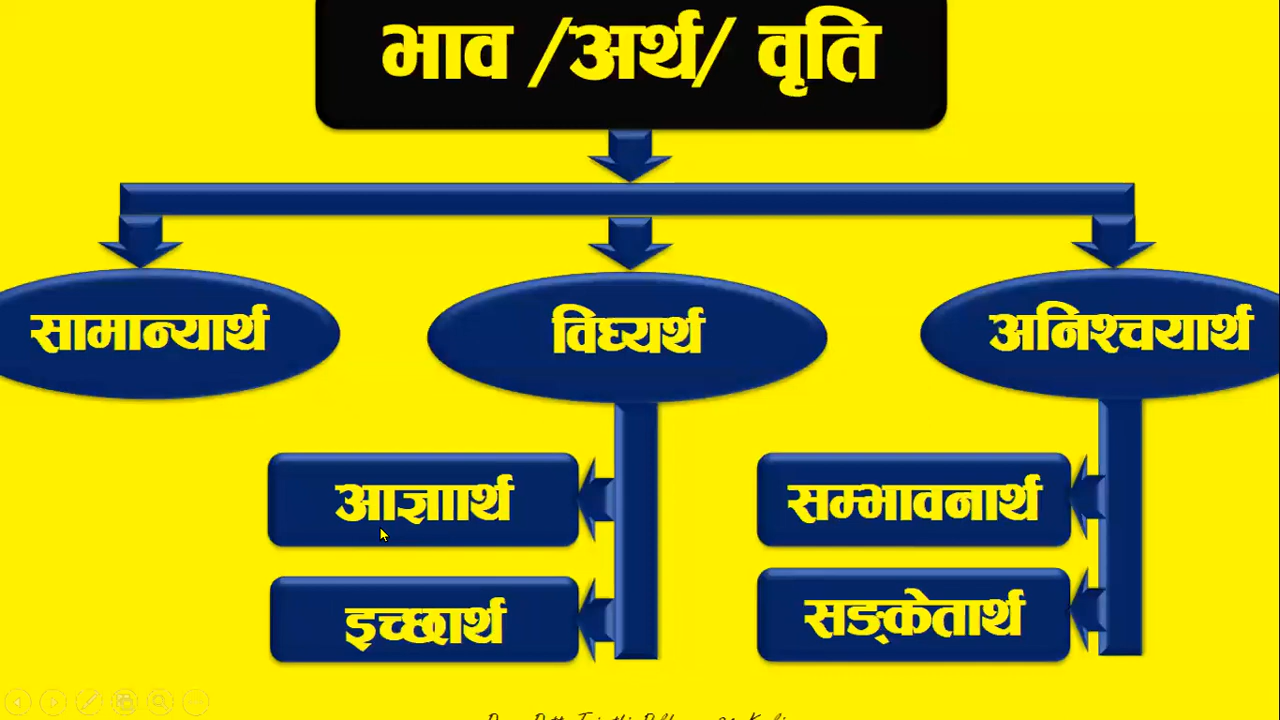 भाव /अर्थ/ वृति
सामान्यार्थ
विध्यर्थ
अनिश्चयार्थ
आज्ञाार्थ
सम्भावनार्थ
इच्छार्थ
सङ्केतार्थ